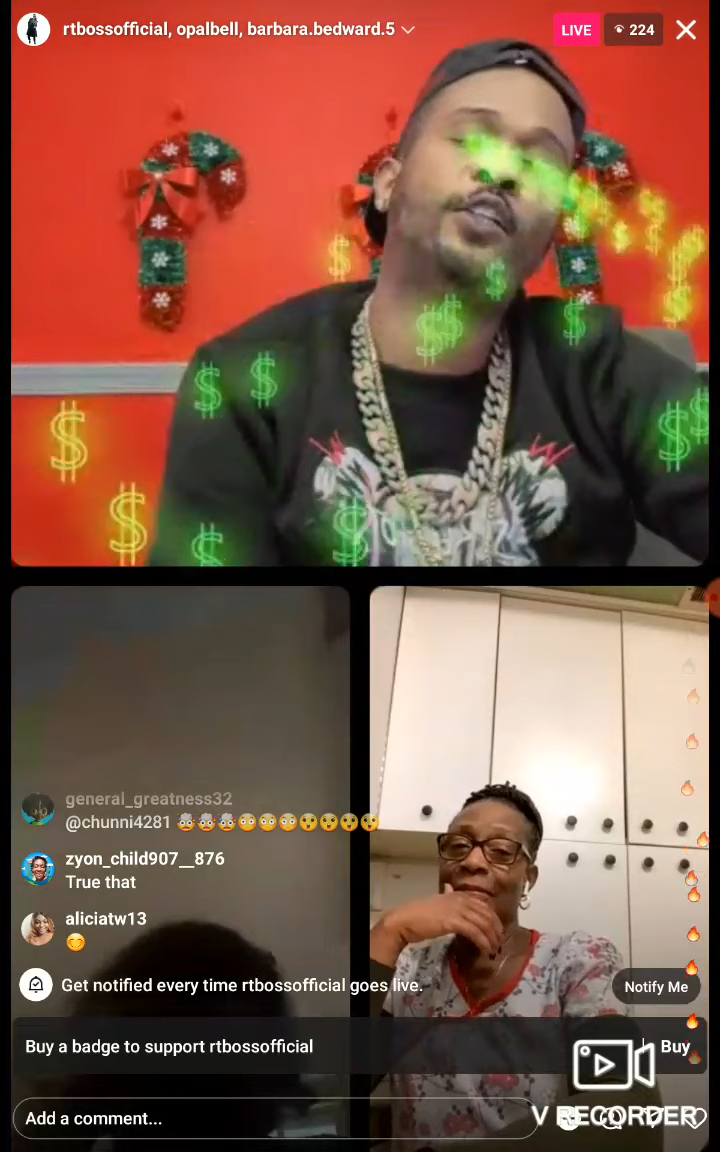 rtbossofficial, opalbell, barbara.bedward.5
LIVE
224
general_greatness32
@chunni4281 
zyon_child907__876
True that
aliciatw13
Get notified every time rtbossofficial goes live.
Notify Me
Buy a badge to support rtbossofficial
Buy
Add a comment...
V RECORDER